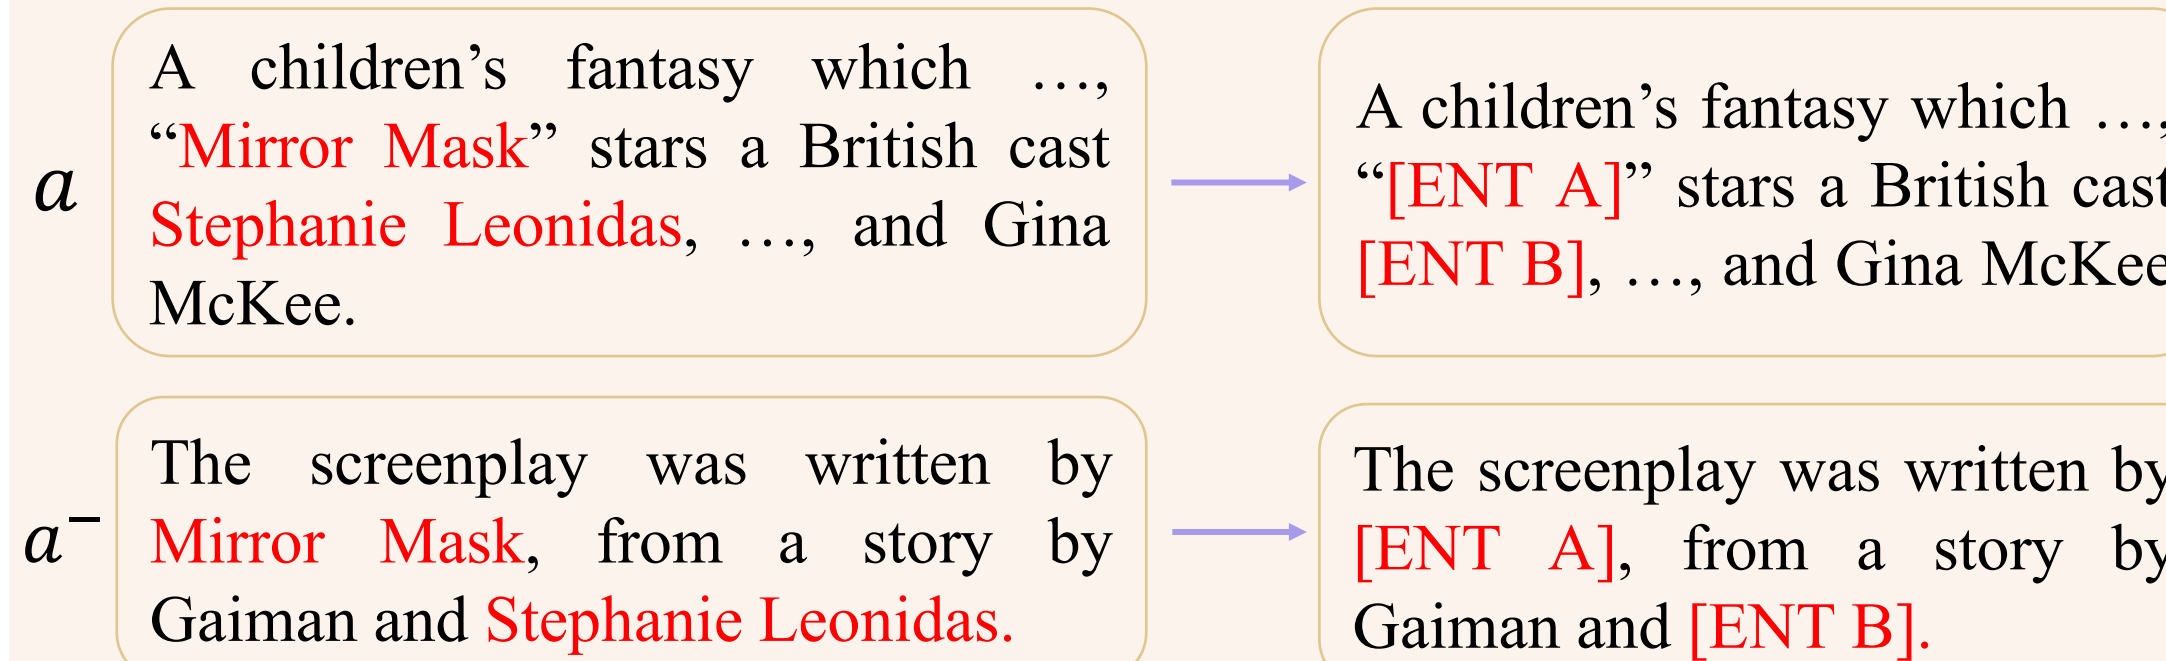 a
A children’s fantasy which …,
“Mirror Mask” stars a British cast
Stephanie Leonidas, …, and Gina
McKee.
A children’s fantasy which …,
“[ENT A]” stars a British cast
[ENT B], …, and Gina McKee
a⁻
The screenplay was written by
Mirror Mask, from a story by
Gaiman and Stephanie Leonidas.
The screenplay was written by
[ENT A], from a story by
Gaiman and [ENT B].